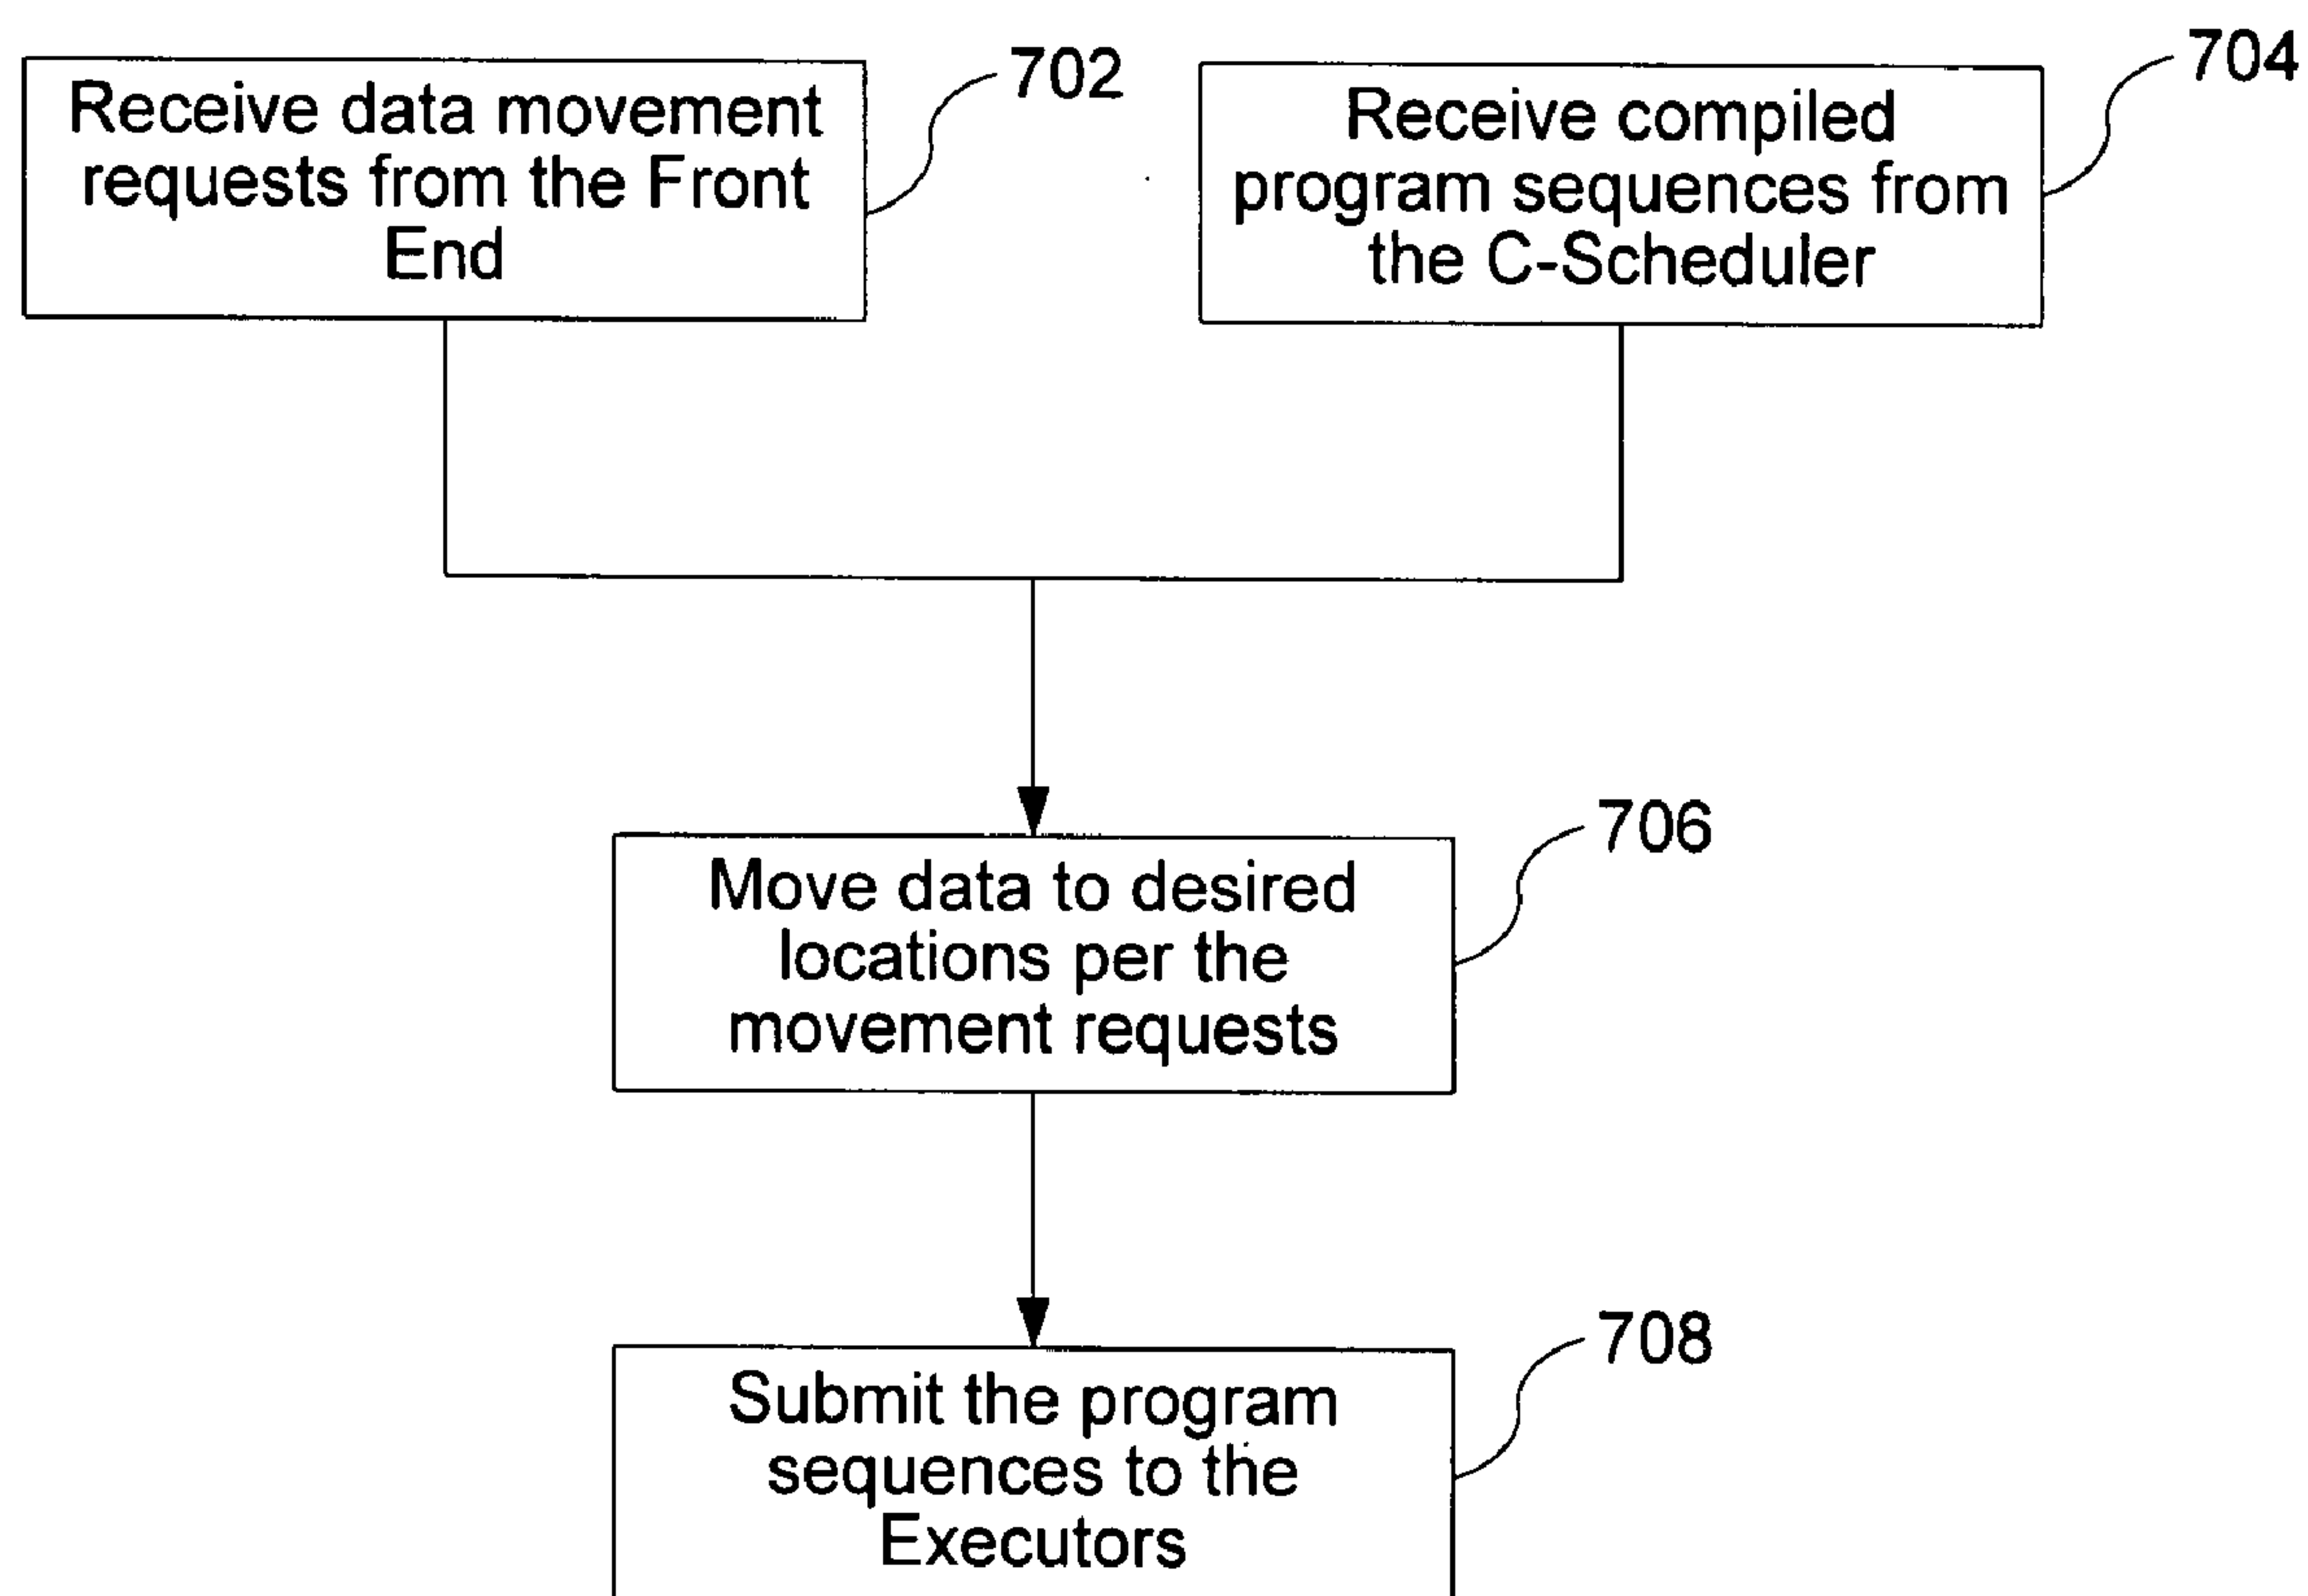 Receive data movement
requests from the Front
End
702
Receive compiled
program sequences from
the C-Scheduler
704
Move data to desired
locations per the
movement requests
706
Submit the program
sequences to the
Executors
708